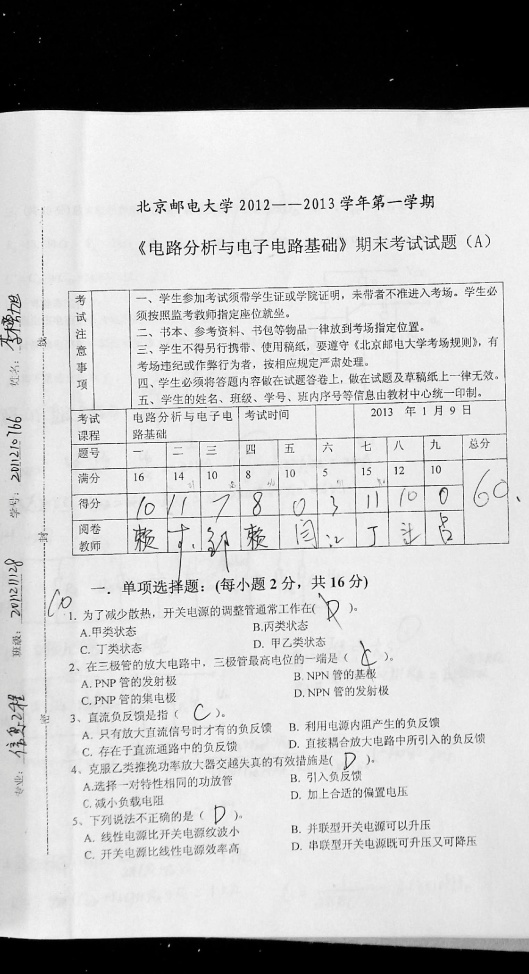 北京邮电大学 2012——2013 学年第一学期
《电路分析与电子电路基础》期末考试试题（A）
考试注意事项
一、学生参加考试须带学生证或学院证明，未带者不准进入考场。学生必
须按照监考教师指定座位就坐。
二、书本、参考资料、书包等物品一律放到考场指定位置。
三、学生不得另行携带、使用稿纸，要遵守《北京邮电大学考场规则》，有
考场违纪或作弊行为者，按相应规定严肃处理。
四、学生必须将答题内容做在试题答卷上，做在试题及草稿纸上一律无效。
五、学生的姓名、班级、学号、班内序号等信息由教材中心统一印制。
考试课程 电路分析与电子电路基础 考试时间 2013 年 1 月 9 日
题号 一 二 三 四 五 六 七 八 九 总分
满分 16 14 10 8 10 5 15 12 10
得分 10 11 7 8 0 3 11 10 0 60
阅卷教师 赖 赖 闫 江 丁
一．单项选择题：(每小题 2 分，共 16 分)
10
1. 为了减少散热，开关电源的调整管通常工作在( D )。
A.甲类状态 B.丙类状态
C. 丁类状态 D. 甲乙类状态
2、在三极管的放大电路中，三极管最高电位的一端是（ ）。
A. PNP 管的发射极 B. NPN 管的基极
C. PNP 管的集电极 D. NPN 管的发射极
3、直流负反馈是指（ C ）。
A. 只有放大直流信号时才有的负反馈 B. 利用电源内阻产生的负反馈
C. 存在于直流通路中的负反馈 D. 直接耦合放大电路中所引入的负反馈
4、克服乙类推挽功率放大器交越失真的有效措施是( D )。
A.选择一对特性相同的功放管 B. 引入负反馈
C. 减小负载电阻 D. 加上合适的偏置电压
5、下列说法不正确的是（ D ）。
A. 线性电源比开关电源纹波小 B. 并联型开关电源可以升压
C. 开关电源比线性电源效率高 D. 串联型开关电源既可升压又可降压
姓名：
学号：2011210766
班级：2011211128
专业：信息工程